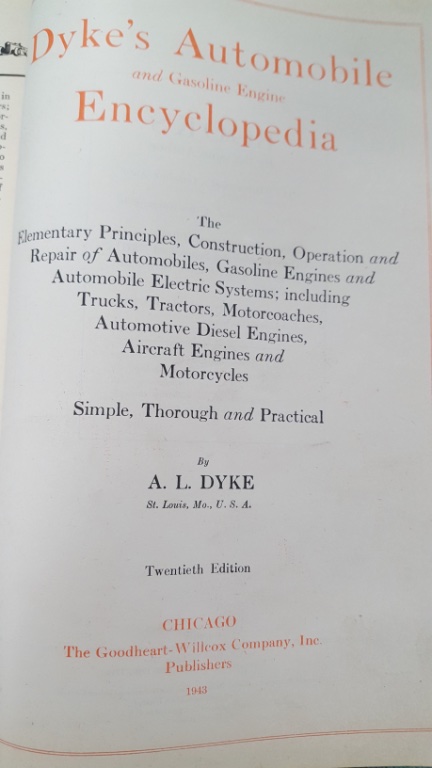 Dyke's Automobile
and Gasoline Engine
Encyclopedia
The
Elementary Principles, Construction, Operation and
Repair of Automobiles, Gasoline Engines and
Automobile Electric Systems; including
Trucks, Tractors, Motorcoaches,
Automotive Diesel Engines,
Aircraft Engines and
Motorcycles
Simple, Thorough and Practical
By
A. L. DYKE
St. Louis, Mo., U. S. A.
Twentieth Edition
CHICAGO
The Goodheart-Willcox Company, Inc.
Publishers
1943